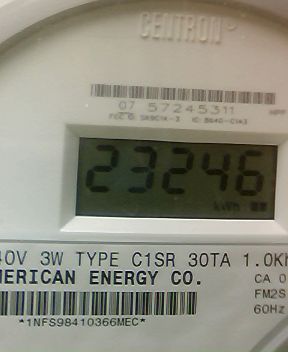 CENTRON
07 57245311
23246
kWh
40V 3W TYPE C1SR 30TA 1.0Kh
MERICAN ENERGY CO.
CA 0
FM2S
60Hz
*1NFS98410366MEC*